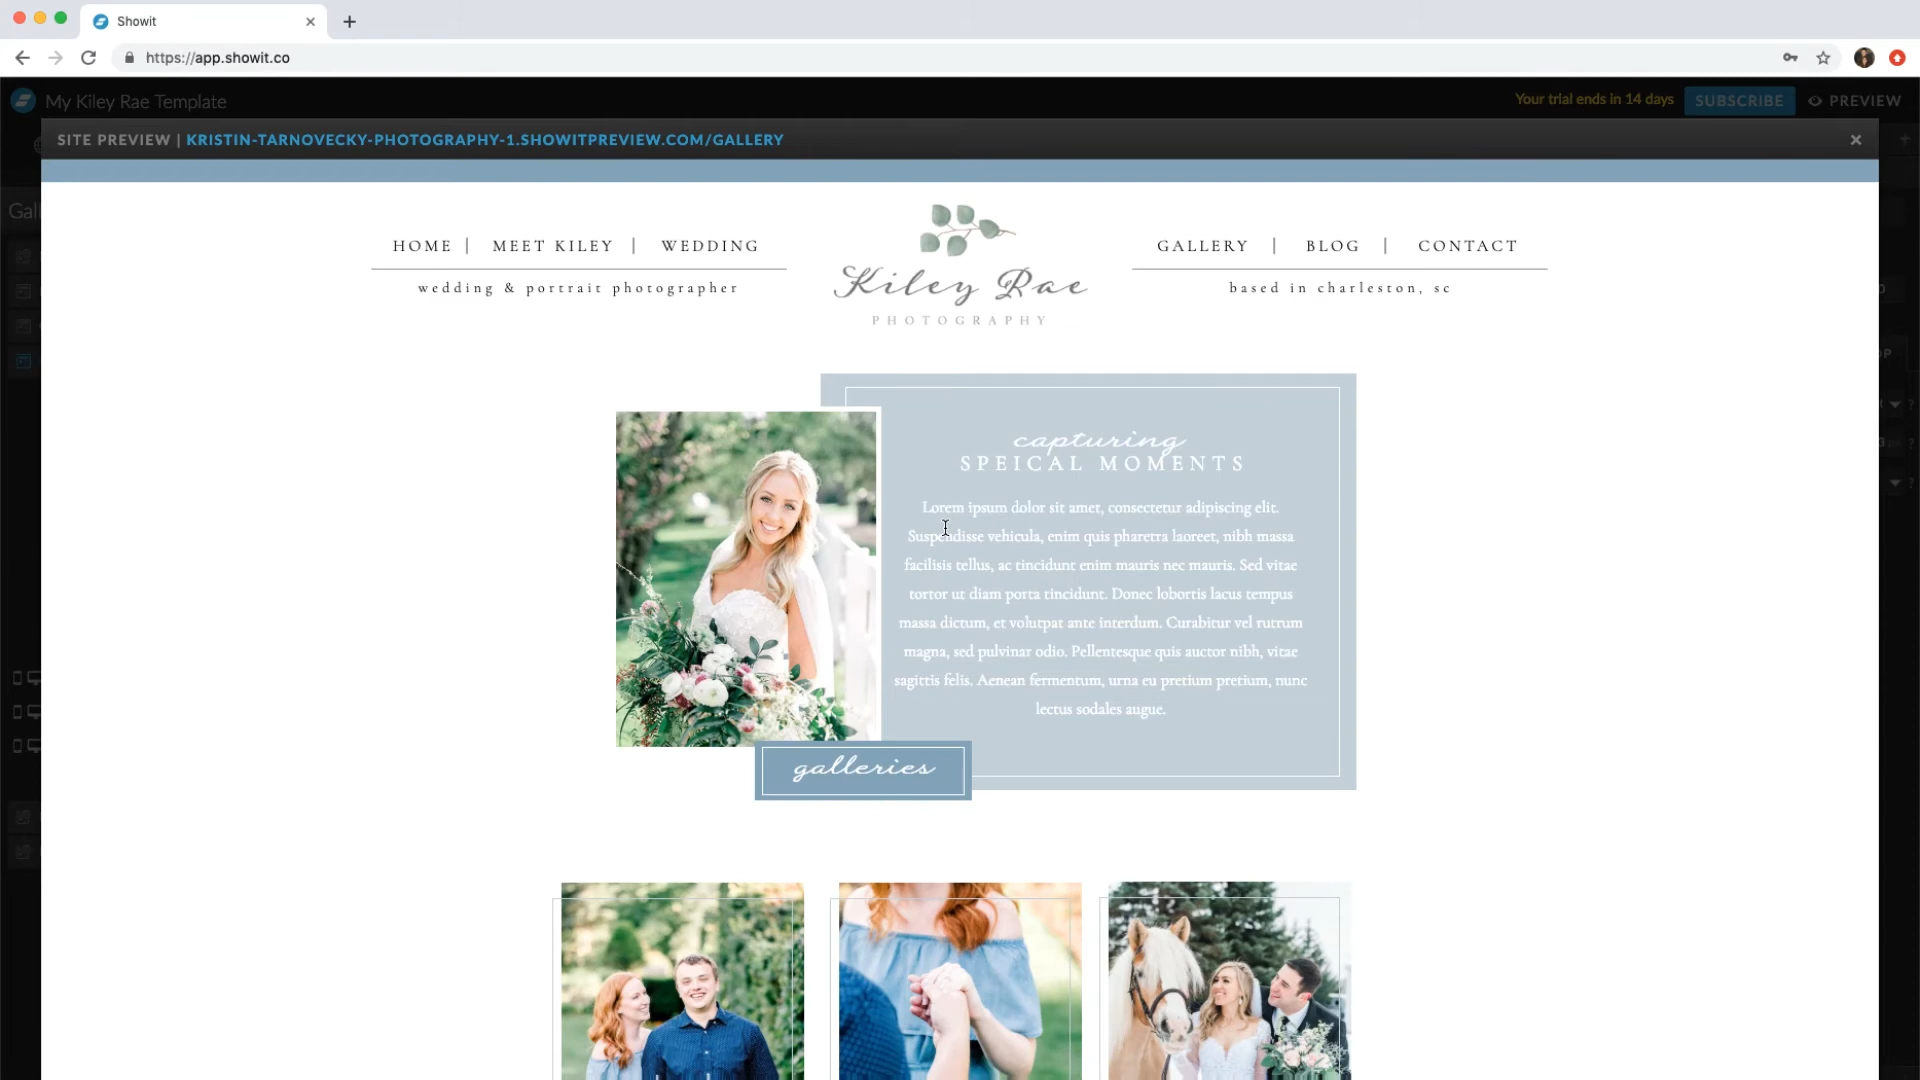 Showit
https://app.showit.co
My Kiley Rae Template
Your trial ends in 14 days
SUBSCRIBE
PREVIEW
SITE PREVIEW | KRISTIN-TARNOVECKY-PHOTOGRAPHY-1.SHOWITPREVIEW.COM/GALLERY
Gal
HOME | MEET KILEY | WEDDING
wedding & portrait photographer
Kiley Rae
PHOTOGRAPHY
GALLERY | BLOG | CONTACT
based in charleston, sc
capturing
SPEICAL MOMENTS
Lorem ipsum dolor sit amet, consectetur adipiscing elit.
Suspendisse vehicula, enim quis pharetra laoreet, nibh massa
facilisis tellus, ac tincidunt enim mauris nec mauris. Sed vitae
tortor ut diam porta tincidunt. Donec lobortis lacus tempus
massa dictum, et volutpat ante interdum. Curabitur vel rutrum
magna, sed pulvinar odio. Pellentesque quis auctor nibh, vitae
sagittis felis. Aenean fermentum, urna eu pretium pretium, nunc
lectus sodales augue.
galleries